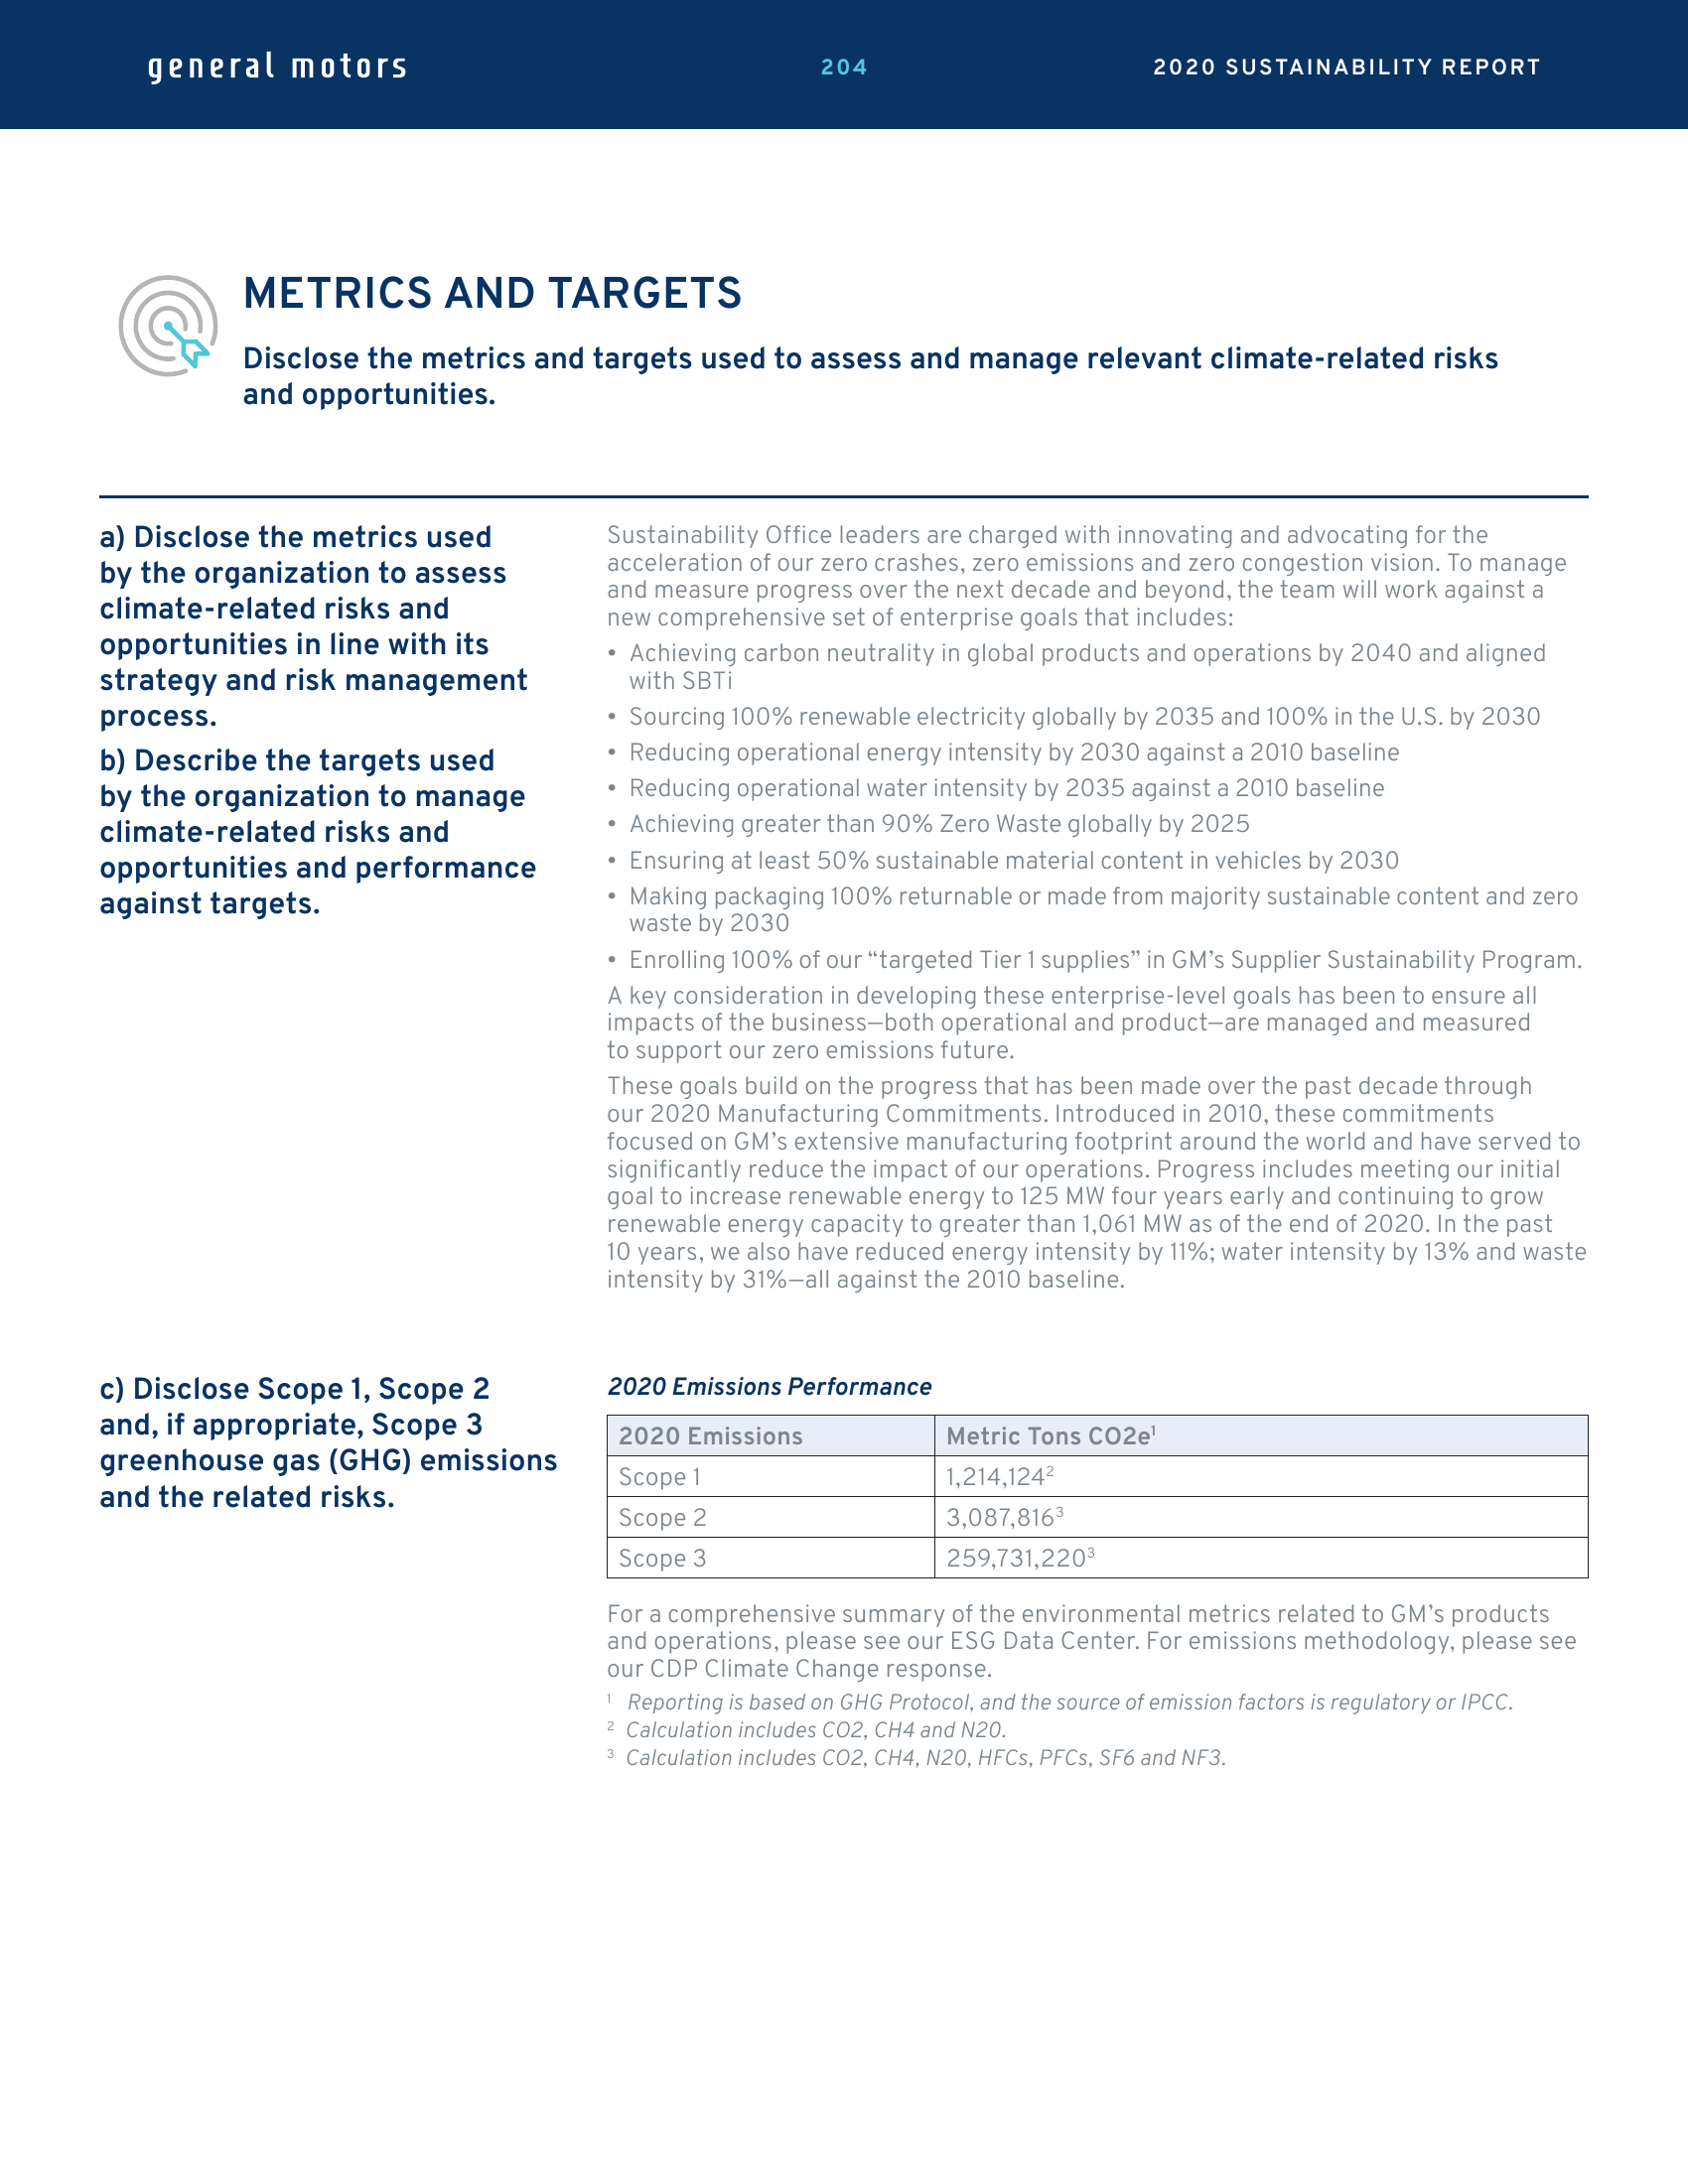 general motors
204
2020 SUSTAINABILITY REPORT
METRICS AND TARGETS
Disclose the metrics and targets used to assess and manage relevant climate-related risks
and opportunities.
a) Disclose the metrics used
by the organization to assess
climate-related risks and
opportunities in line with its
strategy and risk management
process.
b) Describe the targets used
by the organization to manage
climate-related risks and
opportunities and performance
against targets.
Sustainability Office leaders are charged with innovating and advocating for the
acceleration of our zero crashes, zero emissions and zero congestion vision. To manage
and measure progress over the next decade and beyond, the team will work against a
new comprehensive set of enterprise goals that includes:
• Achieving carbon neutrality in global products and operations by 2040 and aligned
with SBTi
• Sourcing 100% renewable electricity globally by 2035 and 100% in the U.S. by 2030
• Reducing operational energy intensity by 2030 against a 2010 baseline
• Reducing operational water intensity by 2035 against a 2010 baseline
• Achieving greater than 90% Zero Waste globally by 2025
• Ensuring at least 50% sustainable material content in vehicles by 2030
• Making packaging 100% returnable or made from majority sustainable content and zero
waste by 2030
• Enrolling 100% of our “targeted Tier 1 supplies” in GM’s Supplier Sustainability Program.
A key consideration in developing these enterprise-level goals has been to ensure all
impacts of the business—both operational and product—are managed and measured
to support our zero emissions future.
These goals build on the progress that has been made over the past decade through
our 2020 Manufacturing Commitments. Introduced in 2010, these commitments
focused on GM’s extensive manufacturing footprint around the world and have served to
significantly reduce the impact of our operations. Progress includes meeting our initial
goal to increase renewable energy to 125 MW four years early and continuing to grow
renewable energy capacity to greater than 1,061 MW as of the end of 2020. In the past
10 years, we also have reduced energy intensity by 11%; water intensity by 13% and waste
intensity by 31%—all against the 2010 baseline.
c) Disclose Scope 1, Scope 2
and, if appropriate, Scope 3
greenhouse gas (GHG) emissions
and the related risks.
2020 Emissions Performance
2020 Emissions Metric Tons CO2e¹
Scope 1 1,214,124²
Scope 2 3,087,816³
Scope 3 259,731,220³
For a comprehensive summary of the environmental metrics related to GM’s products
and operations, please see our ESG Data Center. For emissions methodology, please see
our CDP Climate Change response.
¹ Reporting is based on GHG Protocol, and the source of emission factors is regulatory or IPCC.
² Calculation includes CO2, CH4 and N20.
³ Calculation includes CO2, CH4, N20, HFCs, PFCs, SF6 and NF3.